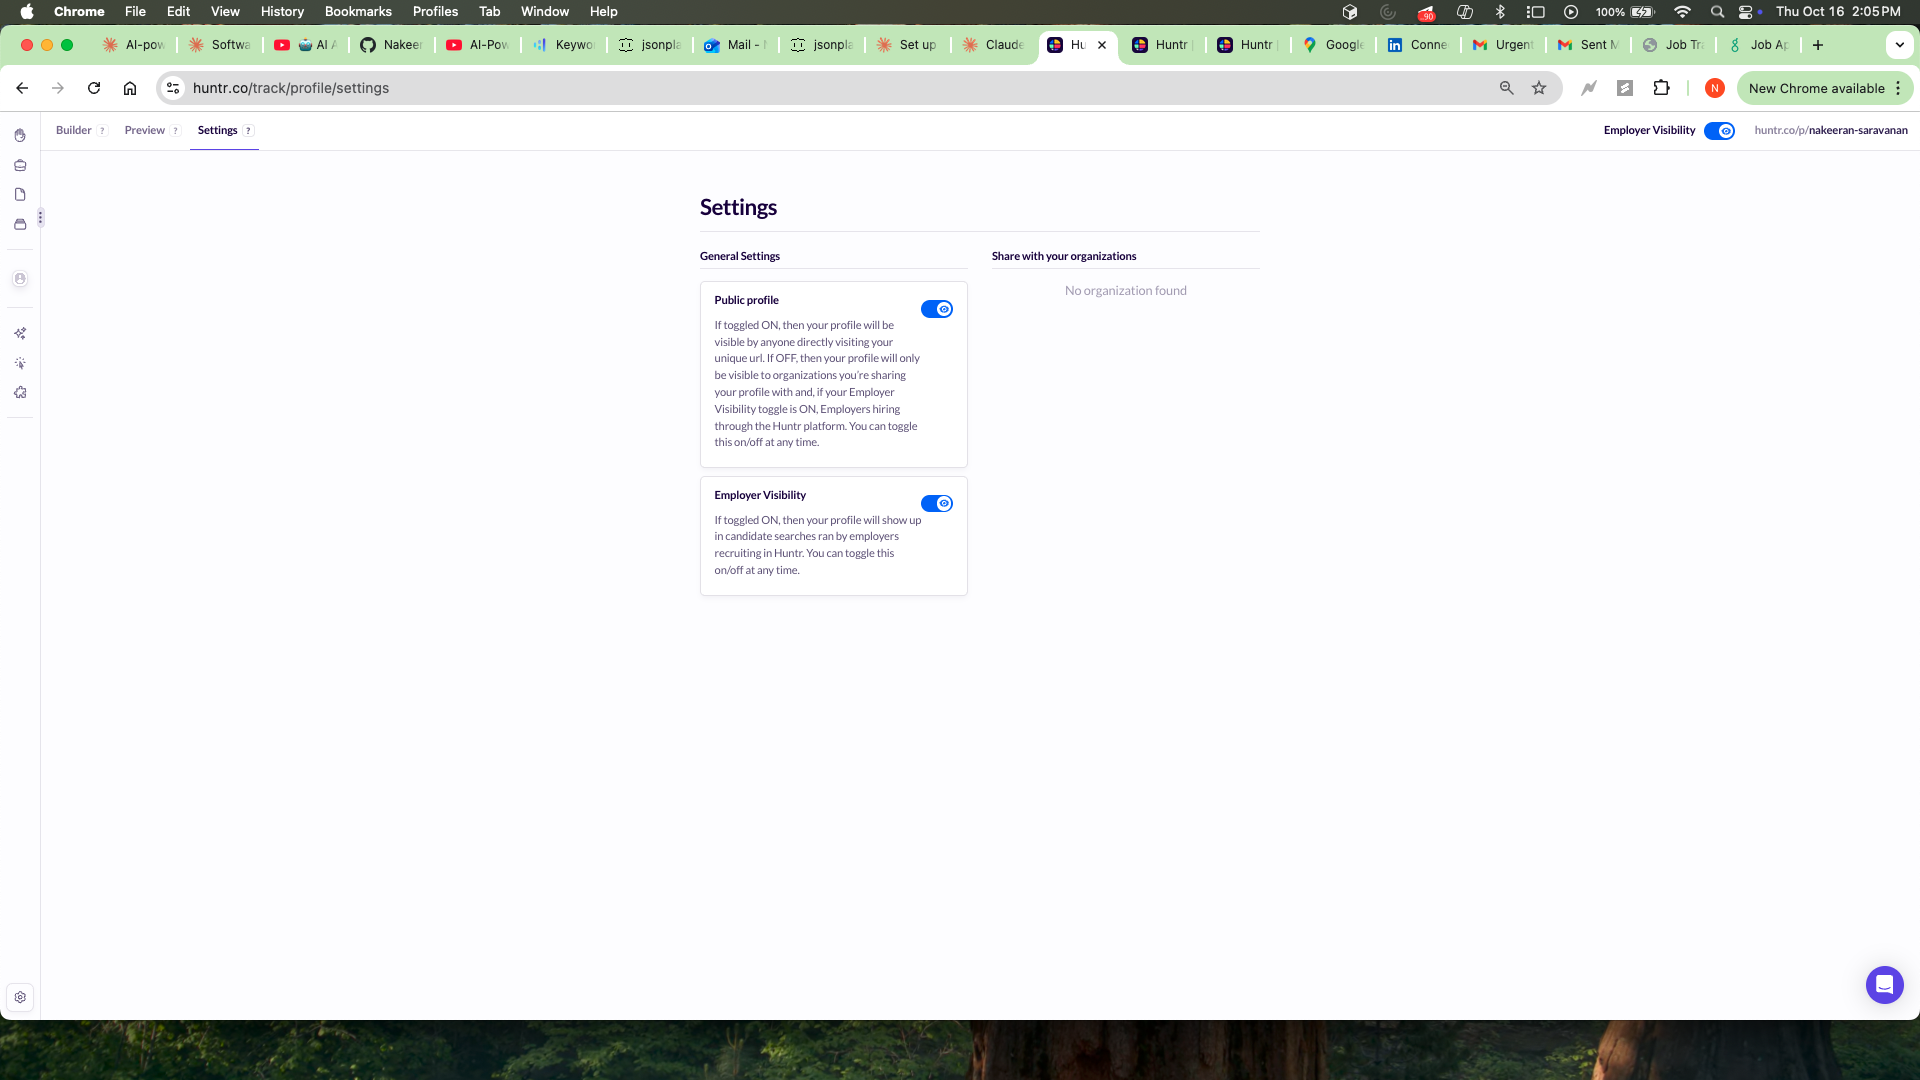 Chrome File Edit View History Bookmarks Profiles Tab Window Help
90 100% Thu Oct 16 2:05 PM
AI-pow Softwa AI A Nakeer AI-Pow Keywo jsonpla Mail - jsonpla Set up Claude Hu Huntr Huntr Google Conne Urgent Sent M Job Tra Job Ap
huntr.co/track/profile/settings
N New Chrome available
Builder ? Preview ? Settings ?
Employer Visibility huntr.co/p/nakeeran-saravanan
Settings
General Settings
Public profile
If toggled ON, then your profile will be
visible by anyone directly visiting your
unique url. If OFF, then your profile will only
be visible to organizations you're sharing
your profile with and, if your Employer
Visibility toggle is ON, Employers hiring
through the Huntr platform. You can toggle
this on/off at any time.
Employer Visibility
If toggled ON, then your profile will show up
in candidate searches ran by employers
recruiting in Huntr. You can toggle this
on/off at any time.
Share with your organizations
No organization found